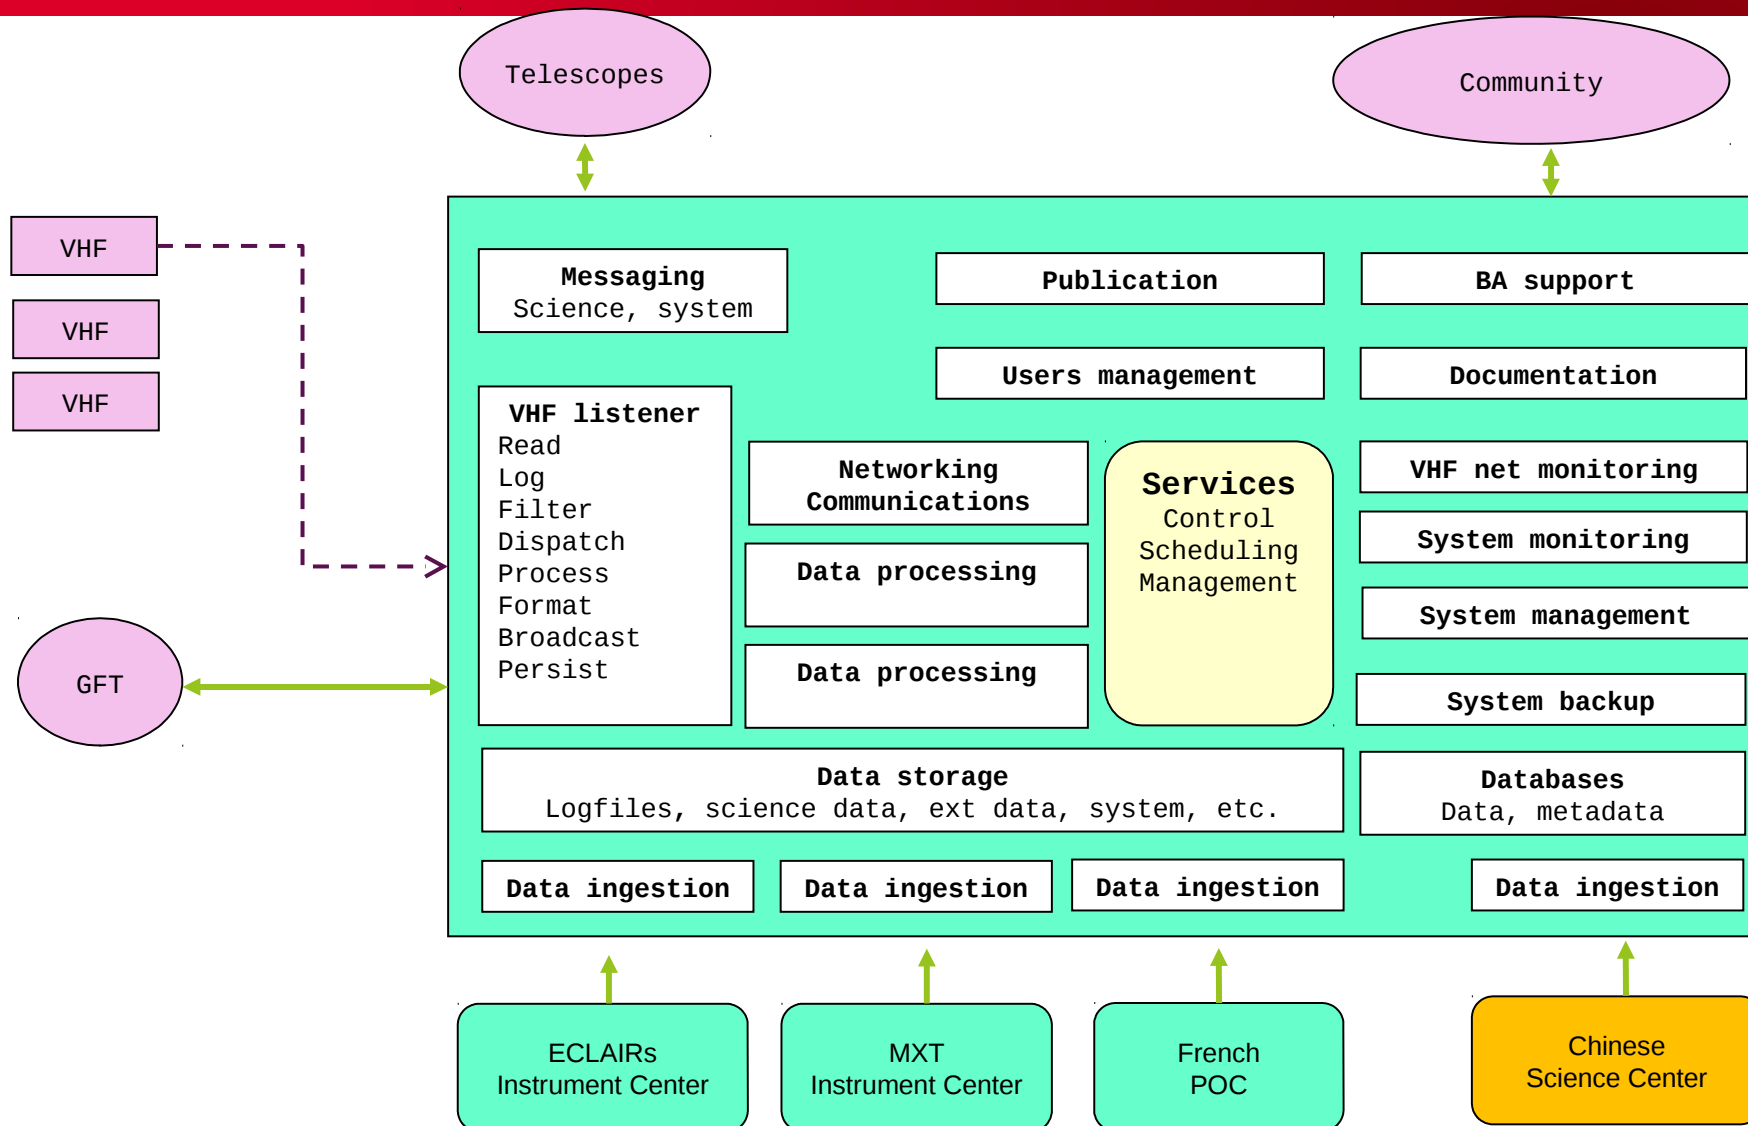 Telescopes
Community
VHF
VHF
VHF
GFT
Messaging
Science, system
Publication
BA support
Users management
Documentation
VHF listener
Read
Log
Filter
Dispatch
Process
Format
Broadcast
Persist
Networking
Communications
Data processing
Data processing
Services
Control
Scheduling
Management
VHF net monitoring
System monitoring
System management
System backup
Data storage
Logfiles, science data, ext data, system, etc.
Databases
Data, metadata
Data ingestion
Data ingestion
Data ingestion
Data ingestion
ECLAIRs
Instrument Center
MXT
Instrument Center
French
POC
Chinese
Science Center